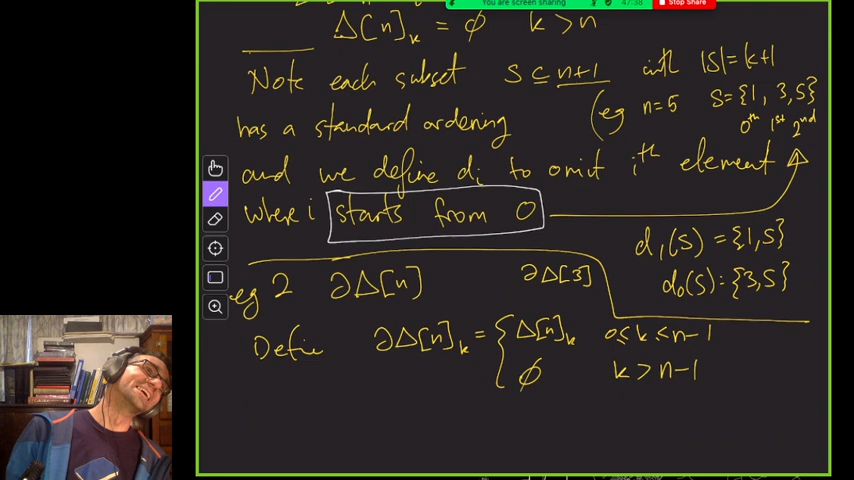 You are screen sharing 47:38 Stop Share
Δ[n]ₖ = ∅ k > n
Note each subset S ⊆ n+1 with |S| = k+1
(eg n=5 S = {1, 3, 5}
0th 1st 2nd
has a standard ordering
and we define dᵢ to omit ith element
where i starts from 0
d₁(S) = {1,5}
d₀(S) = {3,5}
eg 2 ∂Δ[n] ∂Δ[3]
Define ∂Δ[n]ₖ = { Δ[n]ₖ 0 ≤ k ≤ n-1
∅ k > n-1